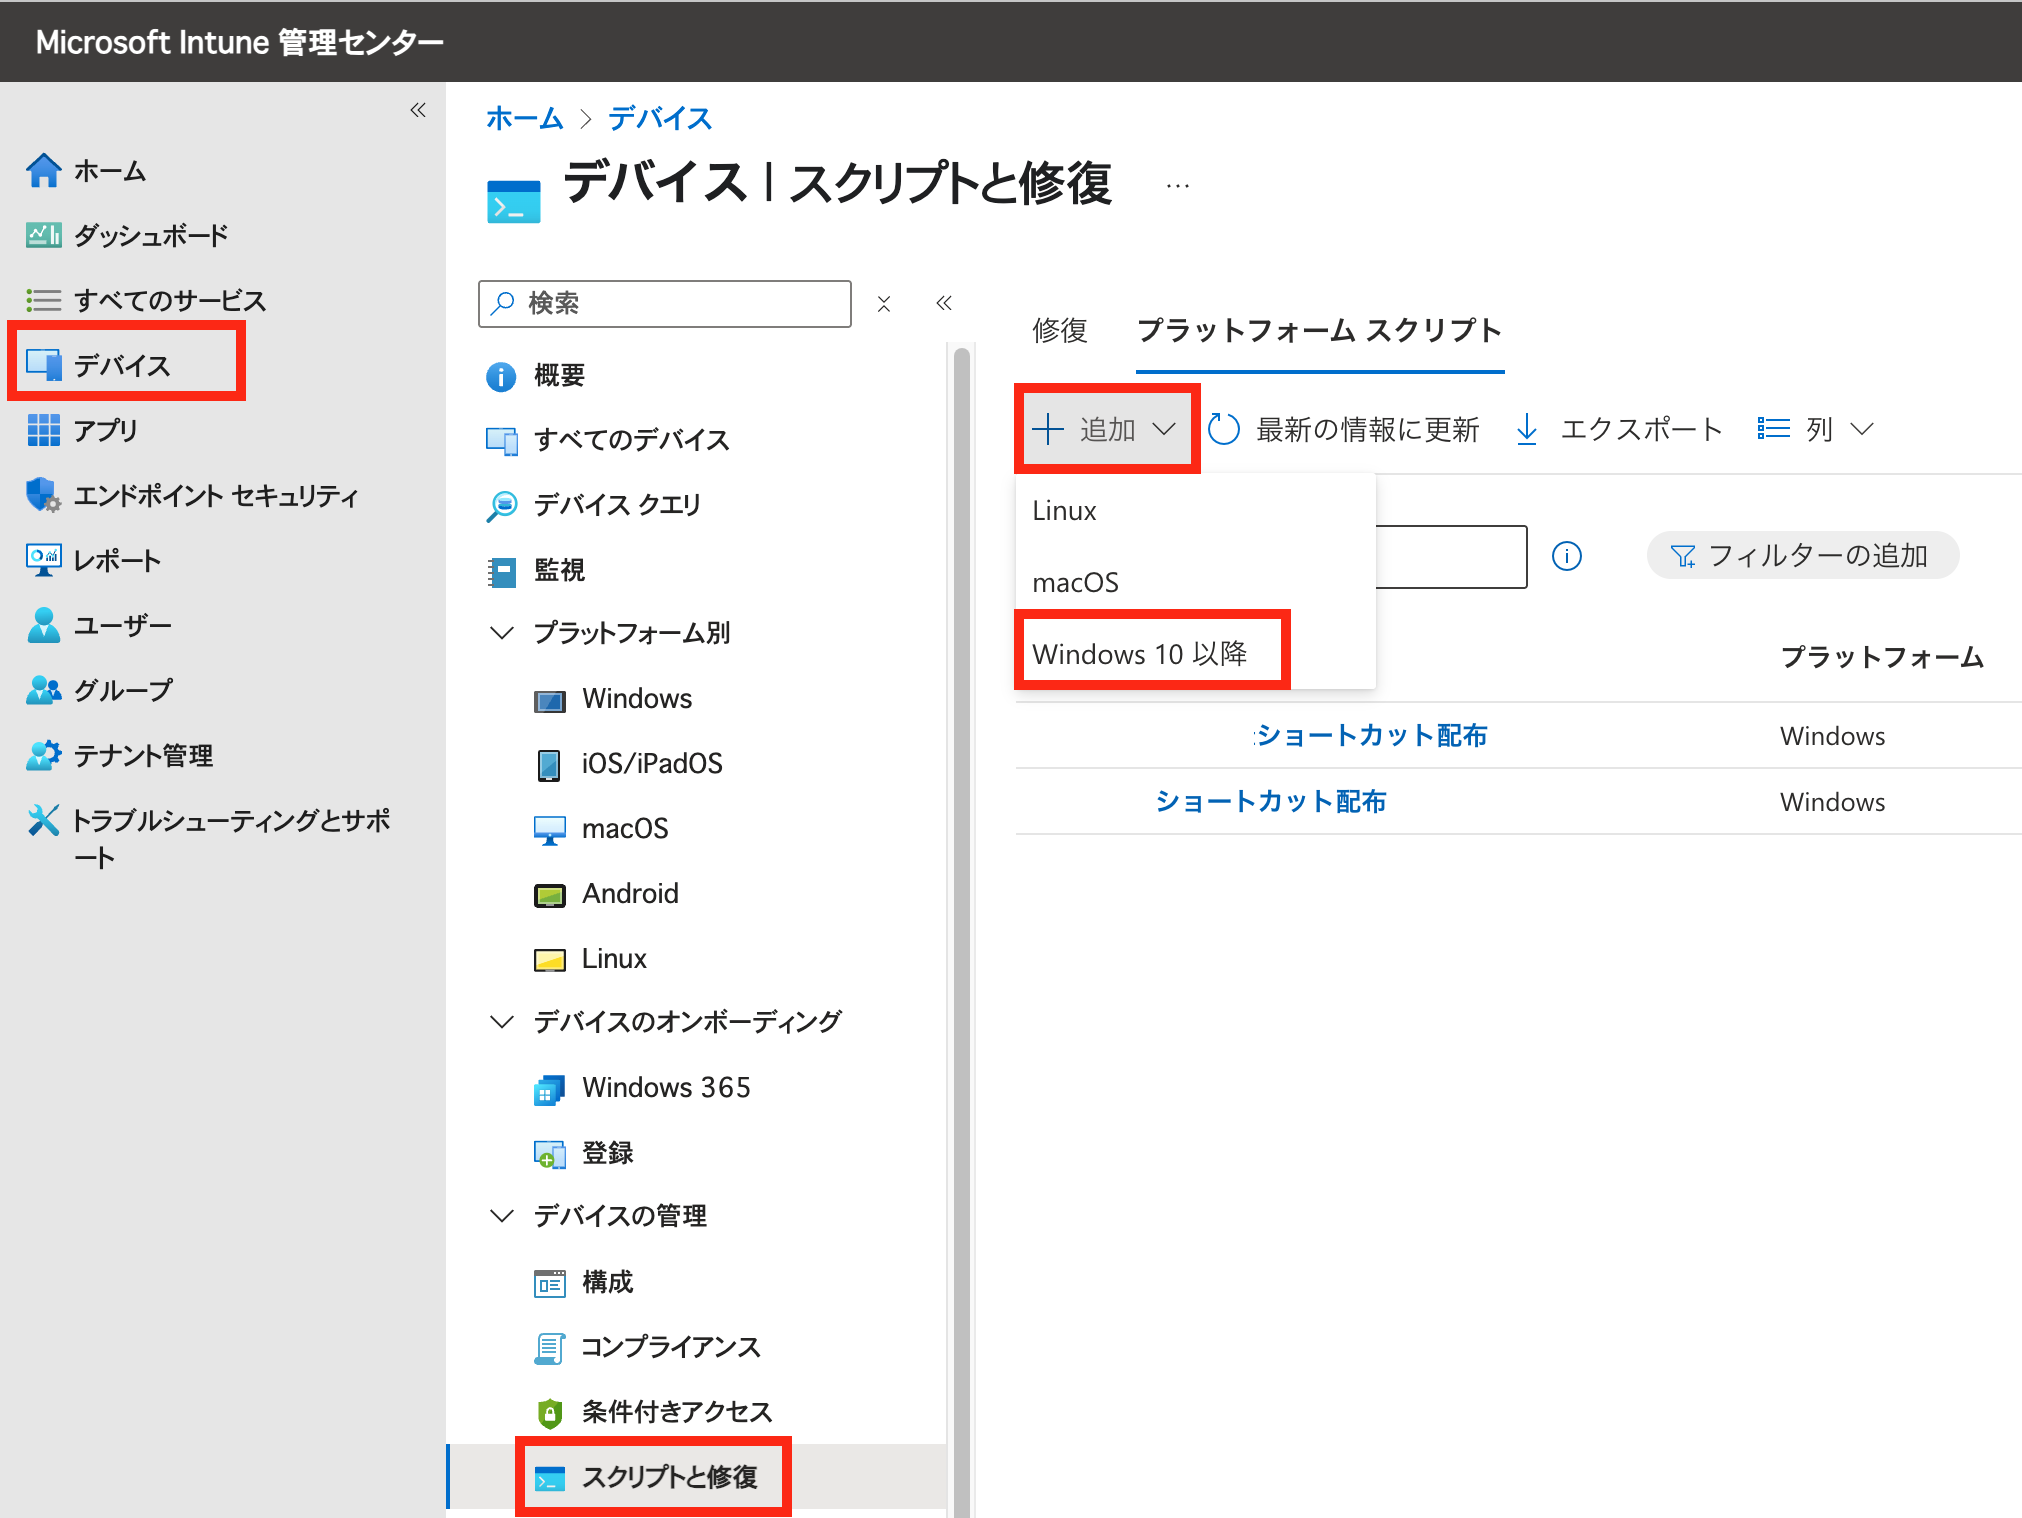 Microsoft Intune 管理センター
ホーム
ダッシュボード
すべてのサービス
デバイス
アプリ
エンドポイント セキュリティ
レポート
ユーザー
グループ
テナント管理
トラブルシューティングとサポ
ート
ホーム > デバイス
デバイス | スクリプトと修復 …
検索
概要
すべてのデバイス
デバイス クエリ
監視
プラットフォーム別
Windows
iOS/iPadOS
macOS
Android
Linux
デバイスのオンボーディング
Windows 365
登録
デバイスの管理
構成
コンプライアンス
条件付きアクセス
スクリプトと修復
修復 プラットフォーム スクリプト
追加 最新の情報に更新 エクスポート 列
Linux
macOS
Windows 10 以降
フィルターの追加
プラットフォーム
ショートカット配布 Windows
ショートカット配布 Windows